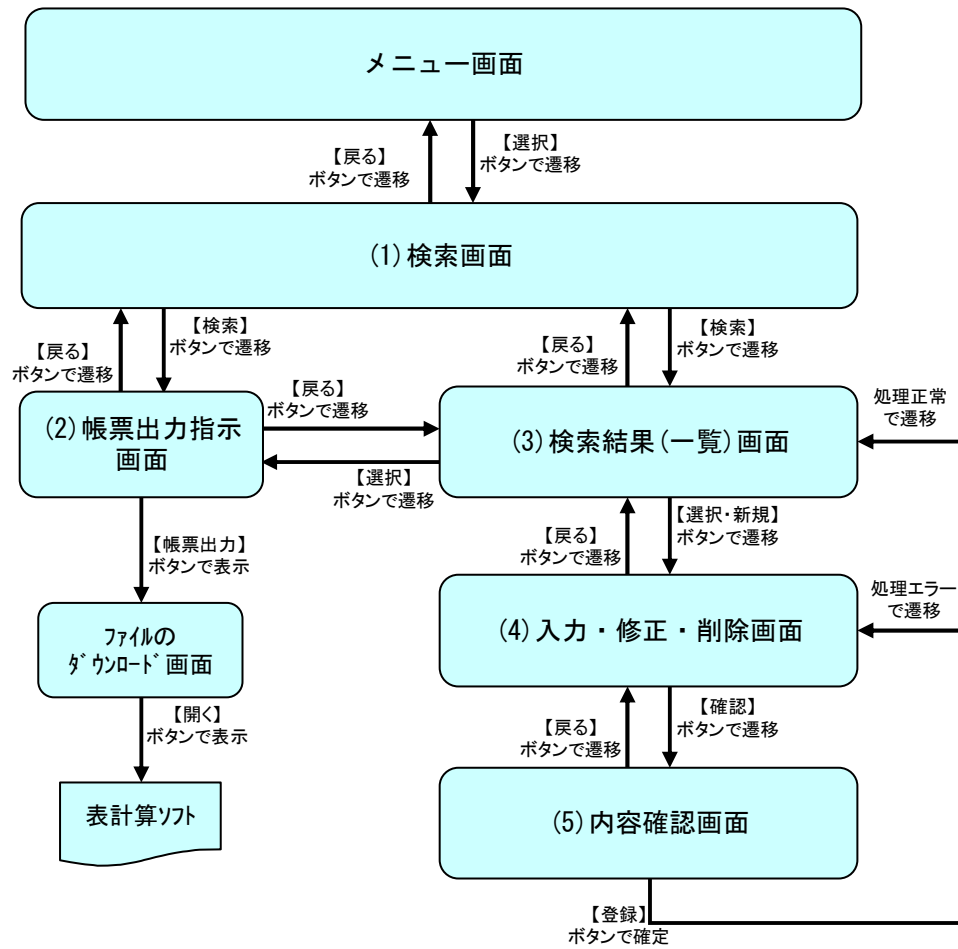 メニュー画面
【戻る】
ボタンで遷移
【選択】
ボタンで遷移
(1)検索画面
【戻る】
ボタンで遷移
【検索】
ボタンで遷移
【戻る】
ボタンで遷移
【検索】
ボタンで遷移
(2)帳票出力指示
画面
【戻る】
ボタンで遷移
【選択】
ボタンで遷移
(3)検索結果(一覧)画面
処理正常
で遷移
【帳票出力】
ボタンで表示
【戻る】
ボタンで遷移
【選択・新規】
ボタンで遷移
ファイルの
ダウンロード画面
(4)入力・修正・削除画面
処理エラー
で遷移
【開く】
ボタンで表示
【戻る】
ボタンで遷移
【確認】
ボタンで遷移
表計算ソフト
(5)内容確認画面
【登録】
ボタンで確定